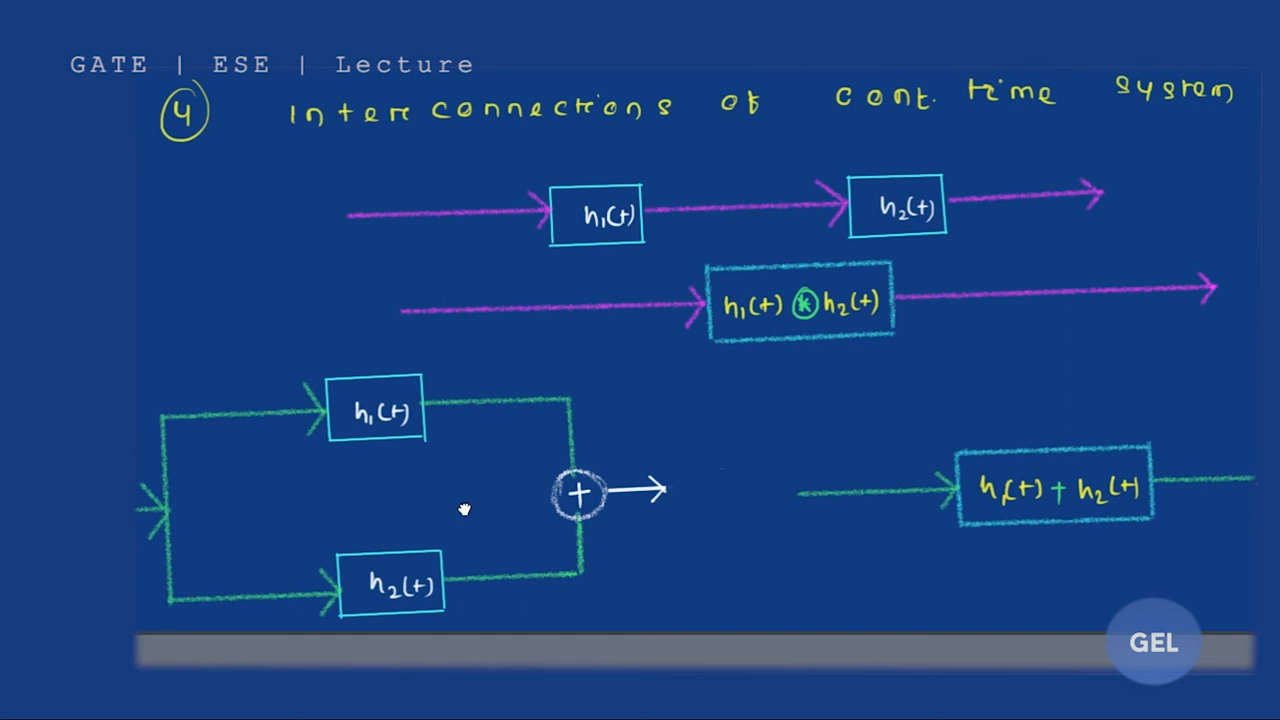 GATE | ESE | Lecture
4 Interconnections of cont. time system
h₁(t) h₂(t)
h₁(t) * h₂(t)
h₁(t)
+
h₁(t) + h₂(t)
h₂(t)
GEL